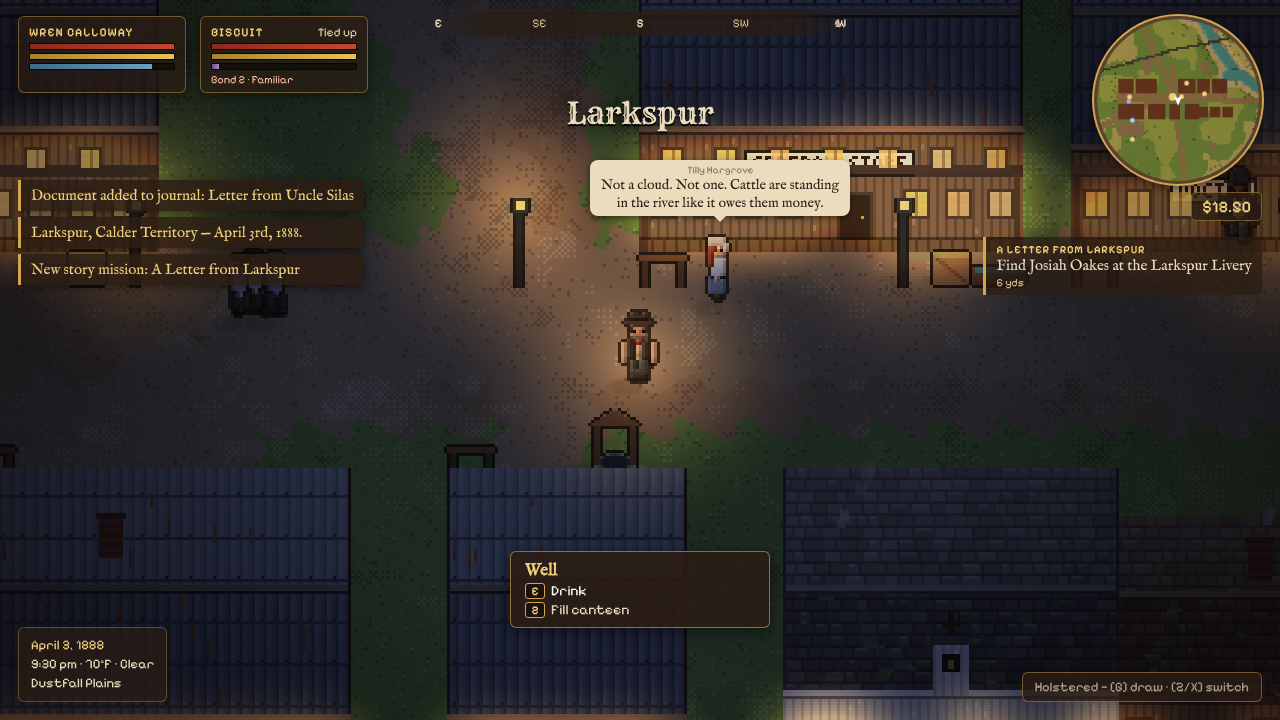 WREN CALLOWAY
BISCUIT
Tied up
Bond 2 · Familiar
E
SE
S
SW
W
Larkspur
Tilly Hargrove
Not a cloud. Not one. Cattle are standing
in the river like it owes them money.
Document added to journal: Letter from Uncle Silas
Larkspur, Calder Territory — April 3rd, 1888.
New story mission: A Letter from Larkspur
$18.80
A LETTER FROM LARKSPUR
Find Josiah Oakes at the Larkspur Livery
6 yds
Well
E Drink
2 Fill canteen
April 3, 1888
9:30 pm · 70°F · Clear
Dustfall Plains
Holstered - (G) draw · (Z/X) switch